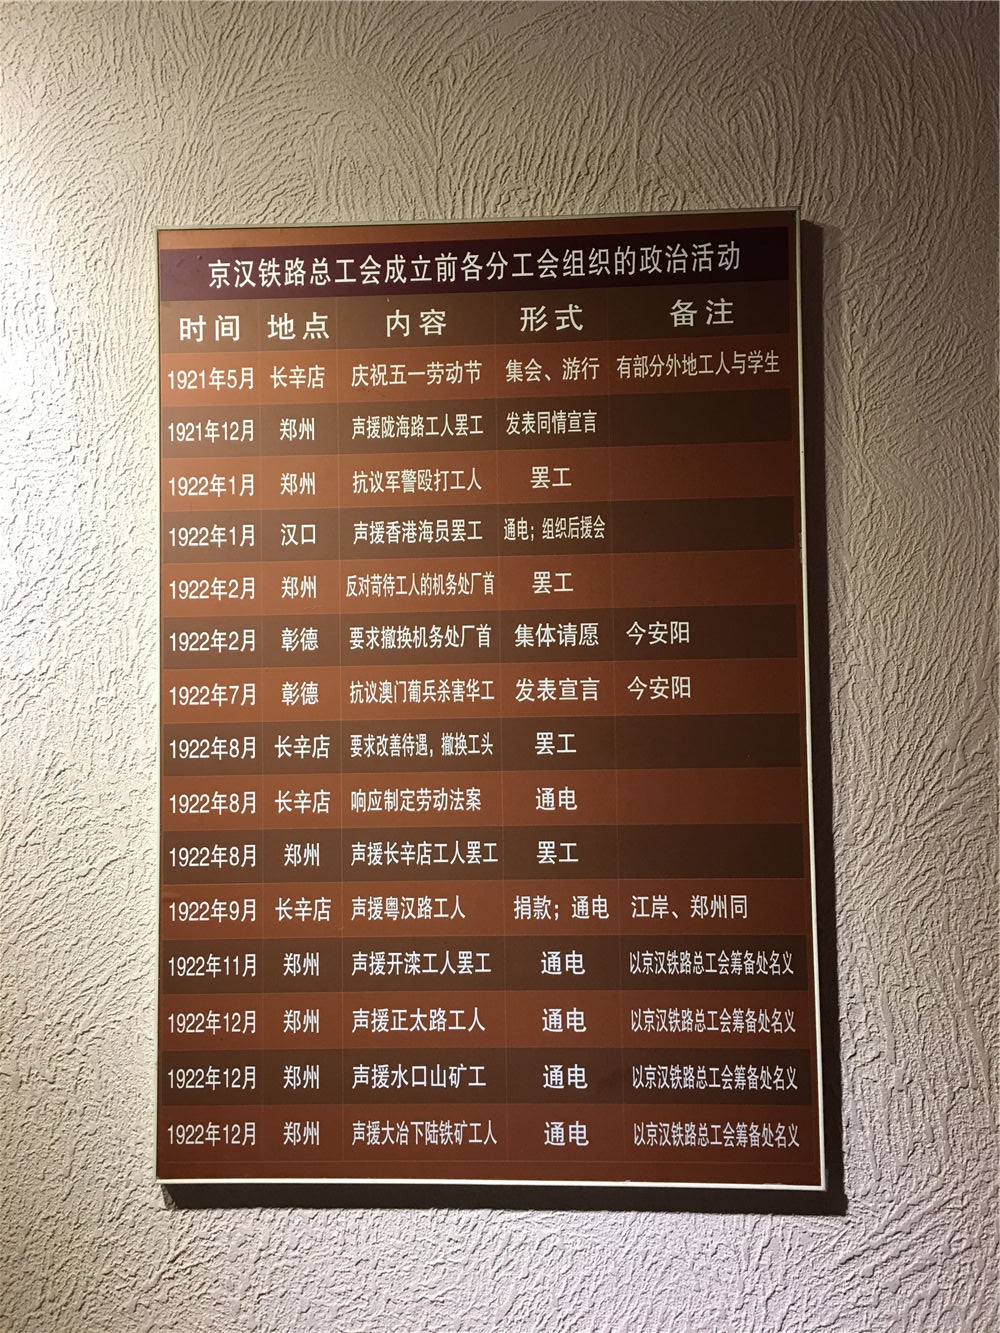 京汉铁路总工会成立前各分工会组织的政治活动
时间 地点 内容 形式 备注
1921年5月 长辛店 庆祝五一劳动节 集会、游行 有部分外地工人与学生
1921年12月 郑州 声援陇海路工人罢工 发表同情宣言
1922年1月 郑州 抗议军警殴打工人 罢工
1922年1月 汉口 声援香港海员罢工 通电；组织后援会
1922年2月 郑州 反对苛待工人的机务处厂首 罢工
1922年2月 彰德 要求撤换机务处厂首 集体请愿 今安阳
1922年7月 彰德 抗议澳门葡兵杀害华工 发表宣言 今安阳
1922年8月 长辛店 要求改善待遇，撤换工头 罢工
1922年8月 长辛店 响应制定劳动法案 通电
1922年8月 郑州 声援长辛店工人罢工 罢工
1922年9月 长辛店 声援粤汉路工人 捐款；通电 江岸、郑州同
1922年11月 郑州 声援开滦工人罢工 通电 以京汉铁路总工会筹备处名义
1922年12月 郑州 声援正太路工人 通电 以京汉铁路总工会筹备处名义
1922年12月 郑州 声援水口山矿工 通电 以京汉铁路总工会筹备处名义
1922年12月 郑州 声援大冶下陆铁矿工人 通电 以京汉铁路总工会筹备处名义